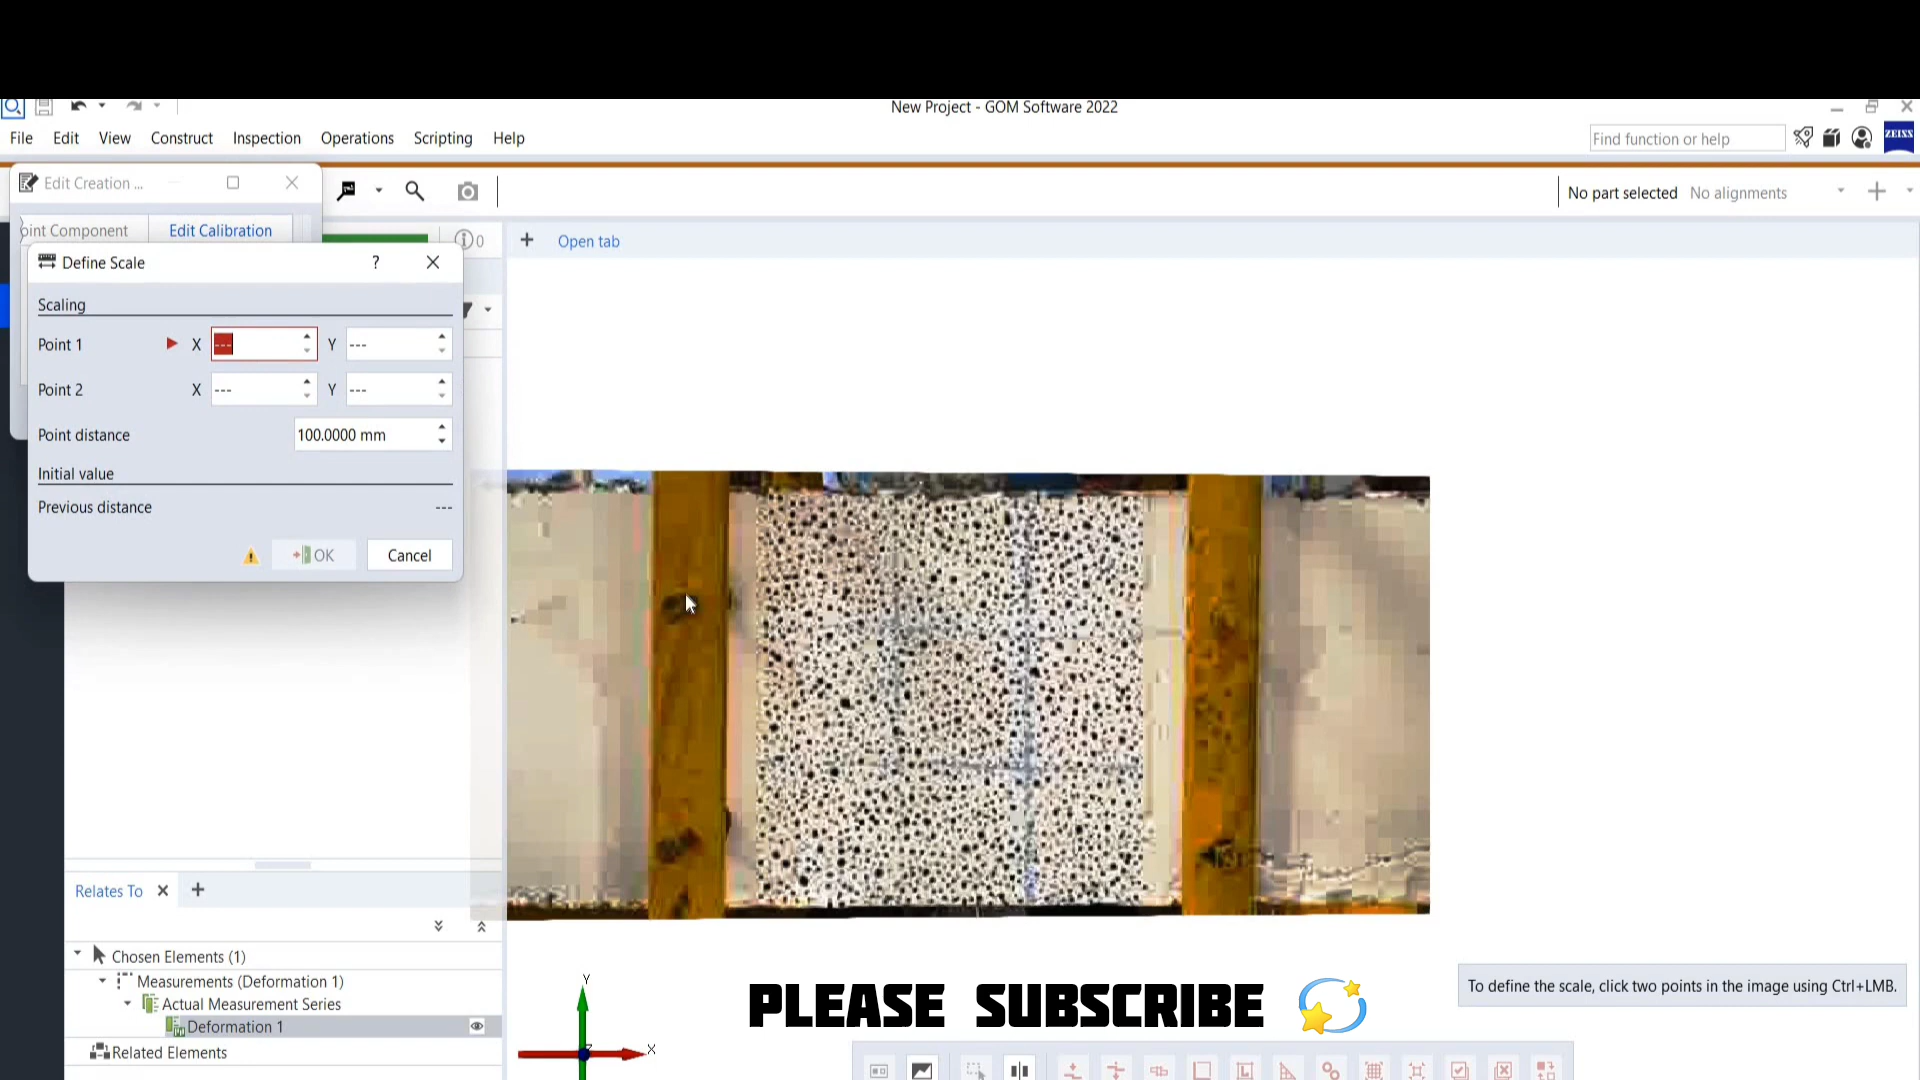 New Project - GOM Software 2022
File Edit View Construct Inspection Operations Scripting Help
Find function or help
ZEISS
Edit Creation ...
No part selected No alignments
oint Component Edit Calibration
0
Open tab
Define Scale ?
Scaling
Point 1 X --- Y ---
Point 2 X --- Y ---
Point distance 100.0000 mm
Initial value
Previous distance ---
OK Cancel
Relates To
Chosen Elements (1)
Measurements (Deformation 1)
Actual Measurement Series
Deformation 1
Related Elements
Y
X
PLEASE SUBSCRIBE
To define the scale, click two points in the image using Ctrl+LMB.